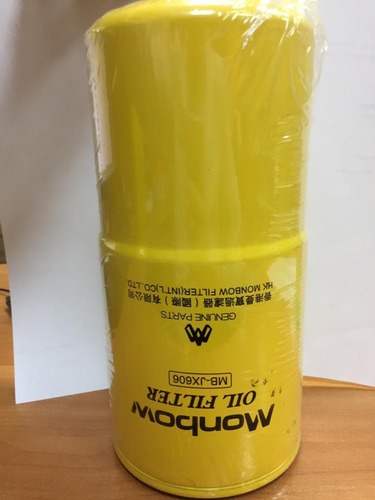 Monbow
OIL FILTER
MB-JX606
GENUINE PARTS
香港曼寶過濾器（國際）有限公司
HK MONBOW FILTER(INT'L)CO.,LTD